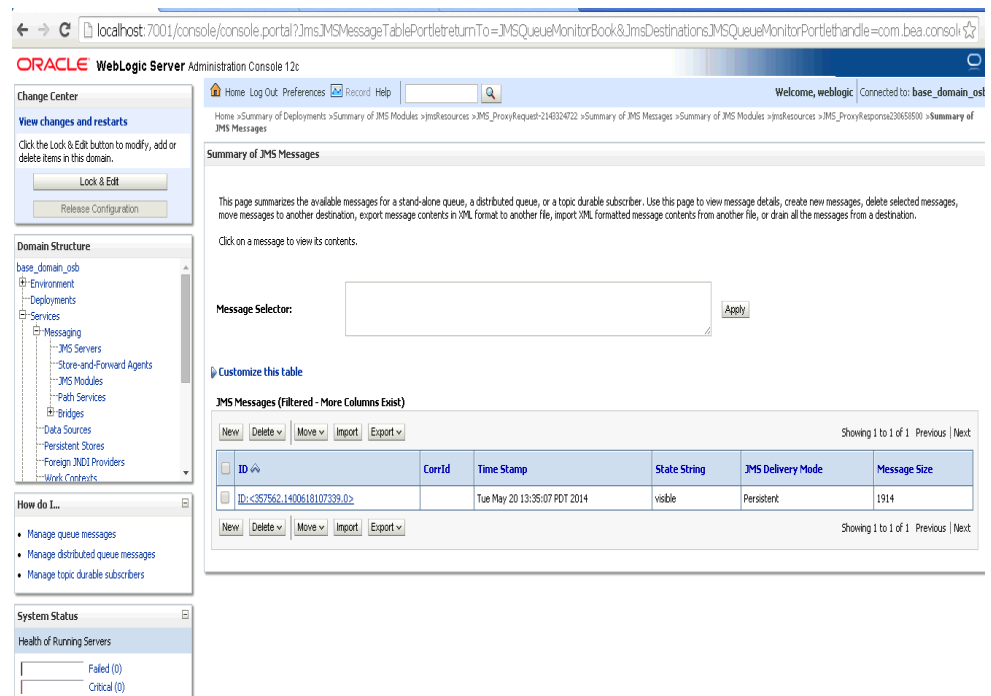 localhost:7001/console/console.portal?JmsJMSMessageTablePortletreturnTo=JMSQueueMonitorBook&JmsDestinationsJMSQueueMonitorPortlethandle=com.bea.consol
ORACLE WebLogic Server Administration Console 12c
Change Center
View changes and restarts
Click the Lock & Edit button to modify, add or
delete items in this domain.
Lock & Edit
Release Configuration
Domain Structure
base_domain_osb
Environment
Deployments
Services
Messaging
JMS Servers
Store-and-Forward Agents
JMS Modules
Path Services
Bridges
Data Sources
Persistent Stores
Foreign JNDI Providers
Work Contexts
How do I...
Manage queue messages
Manage distributed queue messages
Manage topic durable subscribers
System Status
Health of Running Servers
Failed (0)
Critical (0)
Home Log Out Preferences Record Help
Welcome, weblogic Connected to: base_domain_osb
Home >Summary of Deployments >Summary of JMS Modules >jmsResources >JMS_ProxyRequest-2143324722 >Summary of JMS Messages >Summary of JMS Modules >jmsResources >JMS_ProxyResponse230658500 >Summary of
JMS Messages
Summary of JMS Messages
This page summarizes the available messages for a stand-alone queue, a distributed queue, or a topic durable subscriber. Use this page to view message details, create new messages, delete selected messages,
move messages to another destination, export message contents in XML format to another file, import XML formatted message contents from another file, or drain all the messages from a destination.
Click on a message to view its contents.
Message Selector:
Apply
Customize this table
JMS Messages (Filtered - More Columns Exist)
New Delete Move Import Export Showing 1 to 1 of 1 Previous | Next
ID CorrId Time Stamp State String JMS Delivery Mode Message Size
ID:<357562.1400618107339.0> Tue May 20 13:35:07 PDT 2014 visible Persistent 1914
New Delete Move Import Export Showing 1 to 1 of 1 Previous | Next